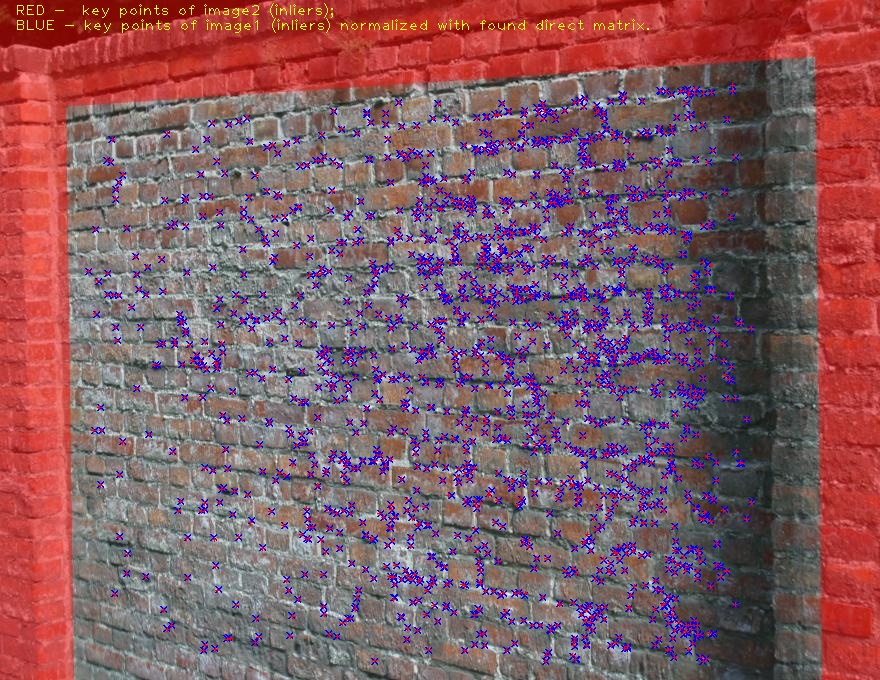 RED -  key points of image2 (inliers);
BLUE - key points of image1 (inliers) normalized with found direct matrix.